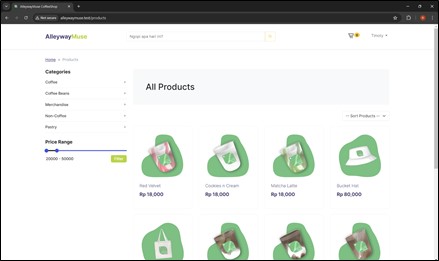 AlleywayMuse CoffeeShop
Not secure alleywaymuse.test/products
AlleywayMuse
Ngopi apa hari ini?
0
Home > Products
Categories
Coffee +
Coffee Beans +
Merchandise +
Non-Coffee +
Pastry +
Price Range
20000 - 90000
Filter
All Products
-- Sort Products --
Red Velvet
Rp 18,000
Cookies n Cream
Rp 18,000
Matcha Latte
Rp 18,000
Bucket Hat
Rp 80,000